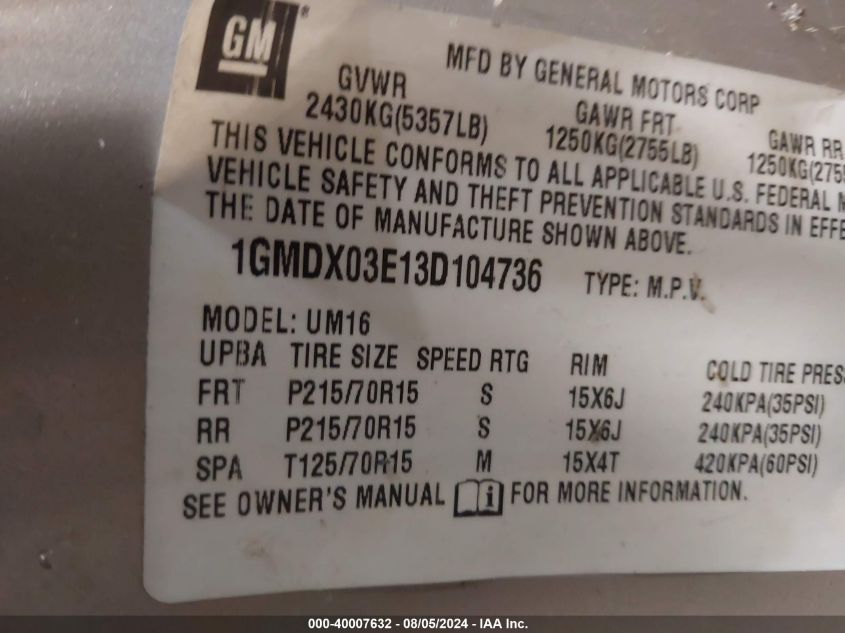 GM
MFD BY GENERAL MOTORS CORP
GVWR GAWR FRT GAWR RR
2430KG(5357LB) 1250KG(2755LB) 1250KG(275
THIS VEHICLE CONFORMS TO ALL APPLICABLE U.S. FEDERAL
VEHICLE SAFETY AND THEFT PREVENTION STANDARDS IN EFFE
THE DATE OF MANUFACTURE SHOWN ABOVE.
1GMDX03E13D104736 TYPE: M.P.V.
MODEL: UM16
UPBA TIRE SIZE SPEED RTG RIM COLD TIRE PRES
FRT P215/70R15 S 15X6J 240KPA(35PSI)
RR P215/70R15 S 15X6J 240KPA(35PSI)
SPA T125/70R15 M 15X4T 420KPA(60PSI)
SEE OWNER'S MANUAL i FOR MORE INFORMATION.
000-40007632 - 08/05/2024 - IAA Inc.